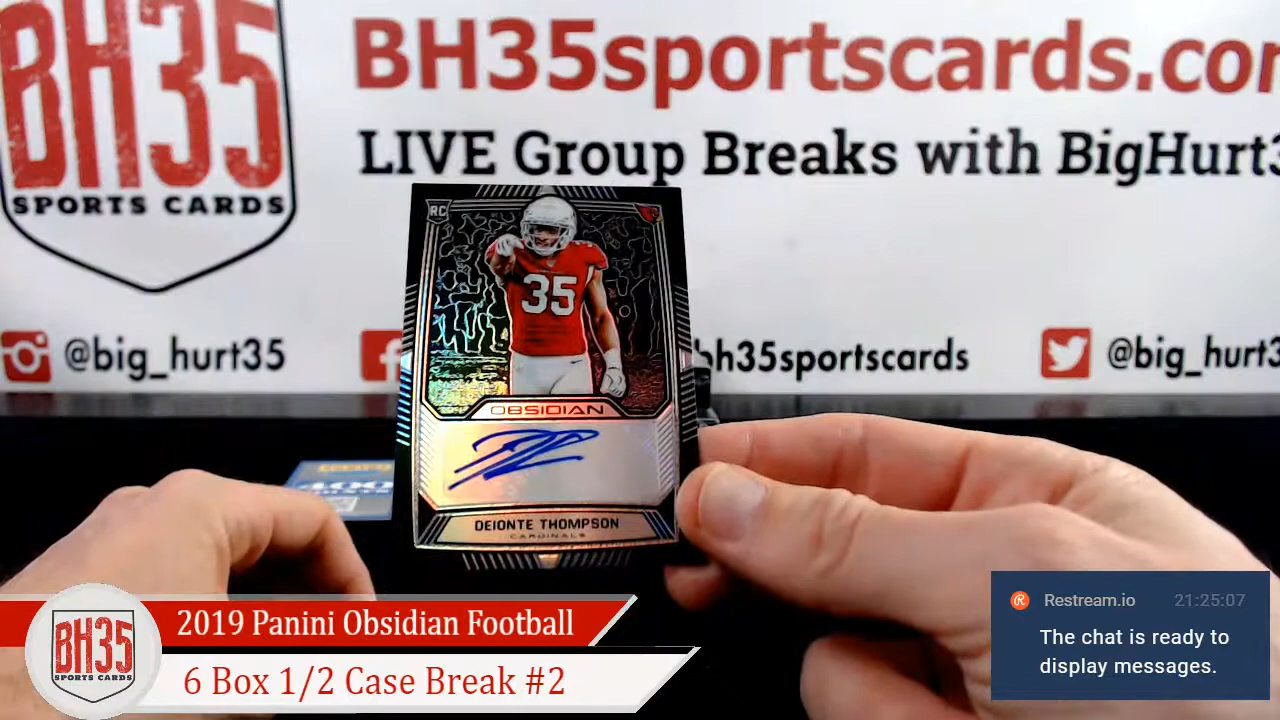 BH35
SPORTS CARDS
BH35sportscards.com
LIVE Group Breaks with BigHurt3
@big_hurt35
bh35sportscards
@big_hurt3
RC
35
OBSIDIAN
DEIONTE THOMPSON
CARDINALS
BH35
SPORTS CARDS
2019 Panini Obsidian Football
6 Box 1/2 Case Break #2
Restream.io 21:25:07
The chat is ready to
display messages.